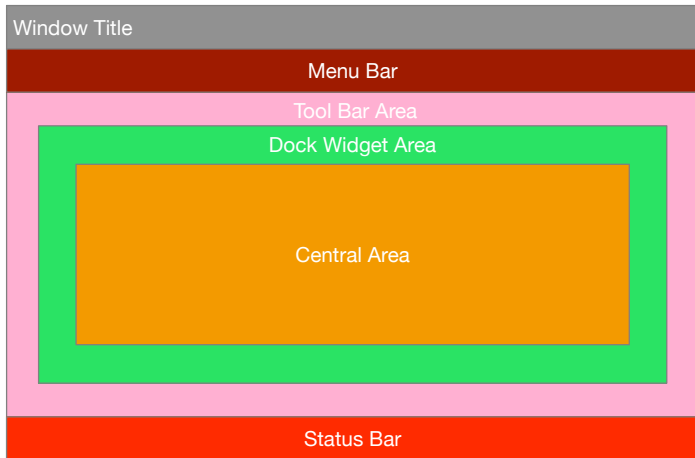 Window Title
Menu Bar
Tool Bar Area
Dock Widget Area
Central Area
Status Bar